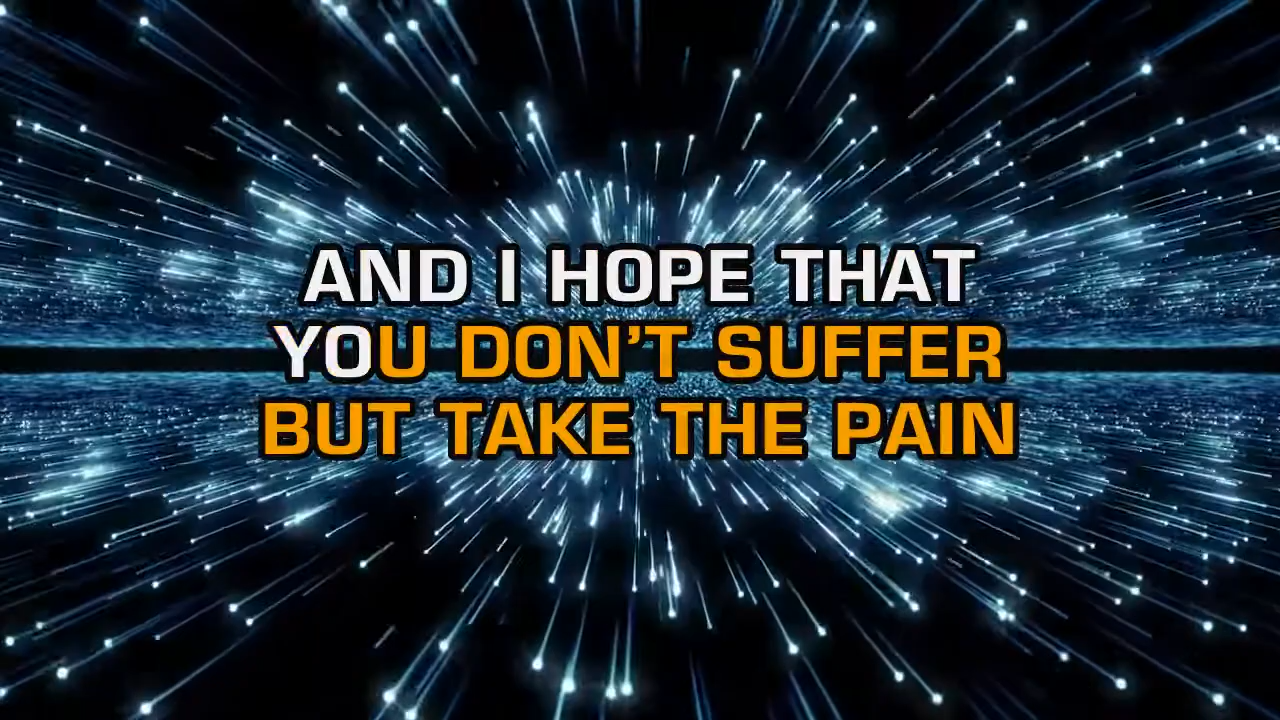 AND I HOPE THAT
YOU DON’T SUFFER
BUT TAKE THE PAIN